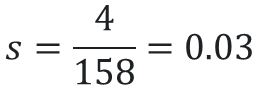 s = 4/158 = 0.03